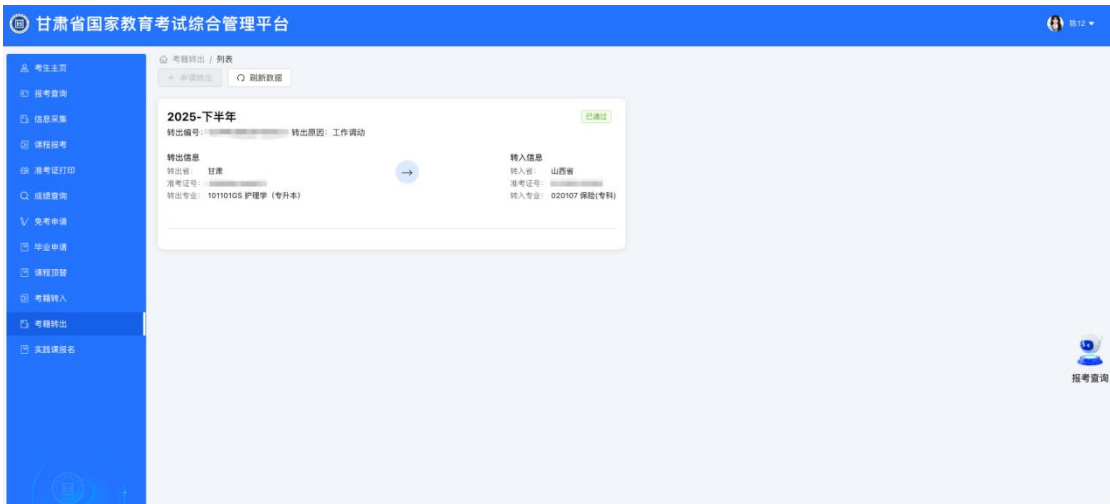 甘肃省国家教育考试综合管理平台
陈12
考生主页
报考查询
信息采集
课程报考
准考证打印
成绩查询
免考申请
毕业申请
课程顶替
考籍转入
考籍转出
实践课报名
考籍转出 / 列表
+ 申请转出 刷新数据
2025-下半年 已通过
转出编号: 转出原因: 工作调动
转出信息 转入信息
转出省: 甘肃 → 转入省: 山西省
准考证号: 准考证号:
转出专业: 101101GS 护理学 (专升本) 转入专业: 020107 保险(专科)
报考查询